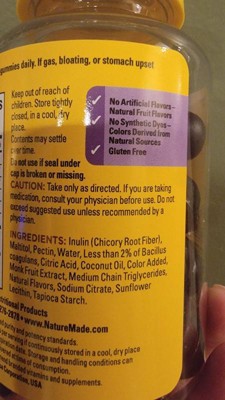 gummies daily. If gas, bloating, or stomach upset
Keep out of reach of
children. Store tightly
closed, in a cool, dry
place.
Contents may settle
over time.
Do not use if seal under
cap is broken or missing.
No Artificial Flavors–
Natural Fruit Flavors
No Synthetic Dyes–
Colors Derived from
Natural Sources
Gluten Free
CAUTION: Take only as directed. If you are taking
medication, consult your physician before use. Do not
exceed suggested use unless recommended by a
physician.
INGREDIENTS: Inulin (Chicory Root Fiber),
Maltitol, Pectin, Water, Less than 2% of Bacillus
coagulans, Citric Acid, Coconut Oil, Color Added,
Monk Fruit Extract, Medium Chain Triglycerides,
Natural Flavors, Sodium Citrate, Sunflower
Lecithin, Tapioca Starch.
Products
www.NatureMade.com
purity and potency standards.
continuously stored in a cool, dry place
date. Storage and handling conditions can
vitamins and supplements.
USA